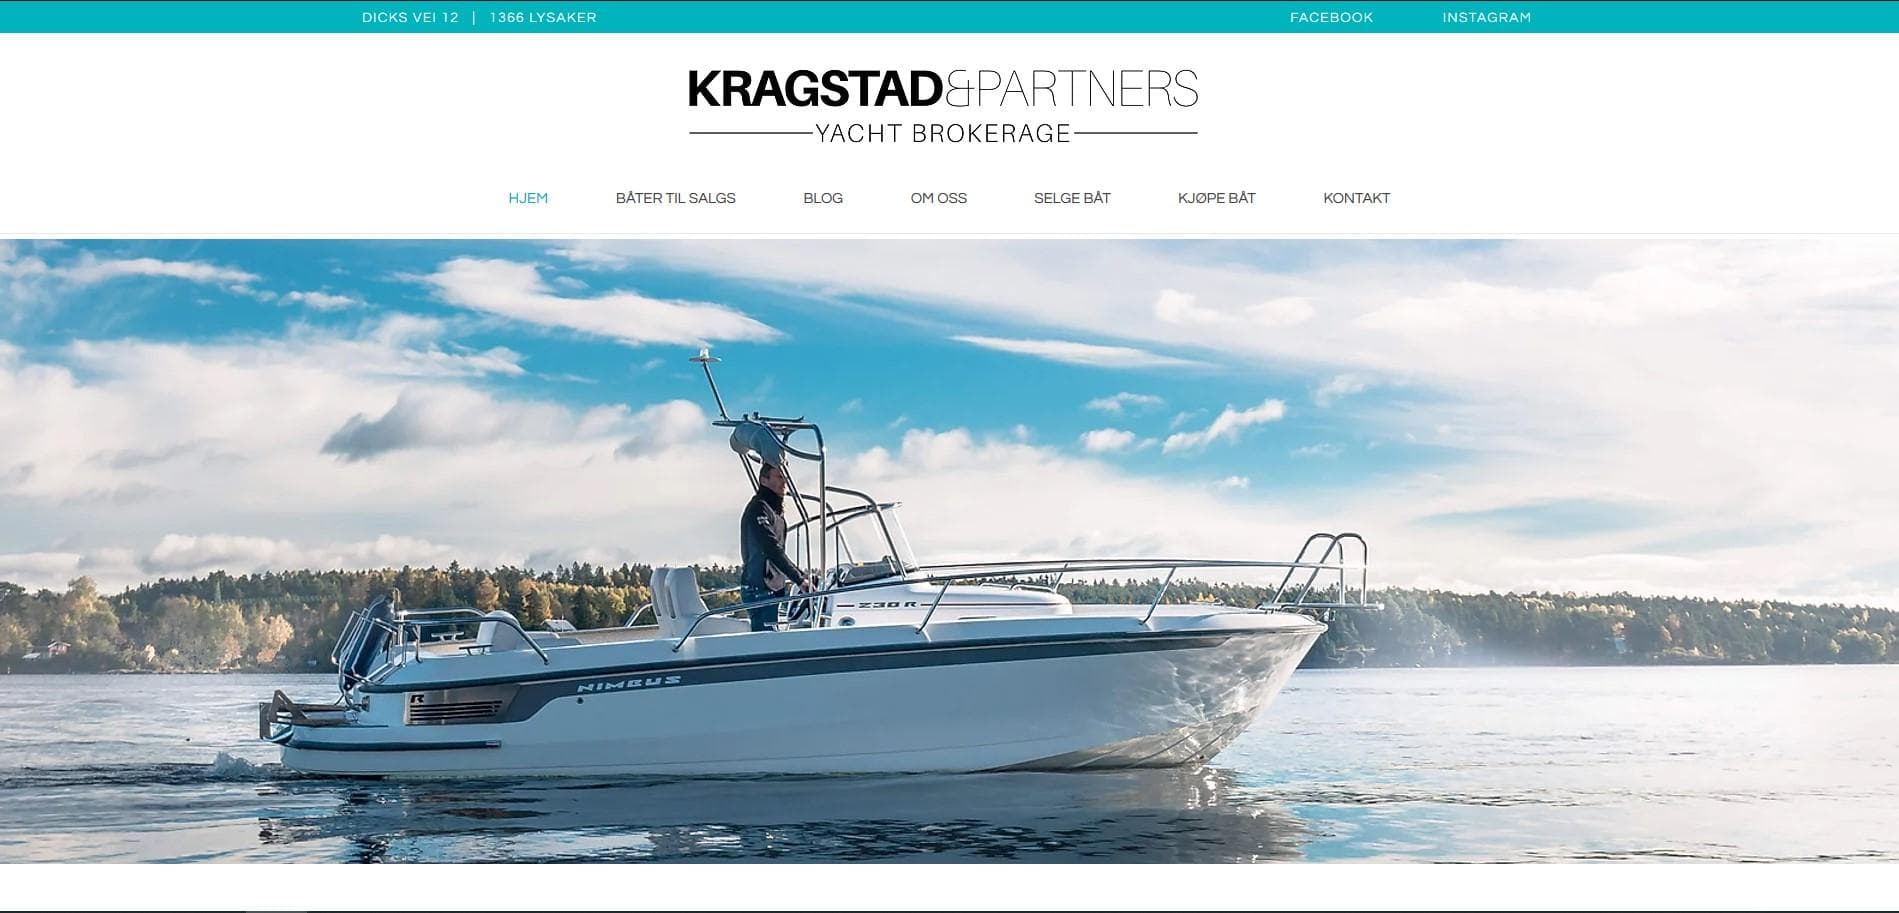 DICKS VEI 12 | 1366 LYSAKER FACEBOOK INSTAGRAM
KRAGSTAD&PARTNERS
YACHT BROKERAGE
HJEM BÅTER TIL SALGS BLOG OM OSS SELGE BÅT KJØPE BÅT KONTAKT
230 R
NIMBUS
R